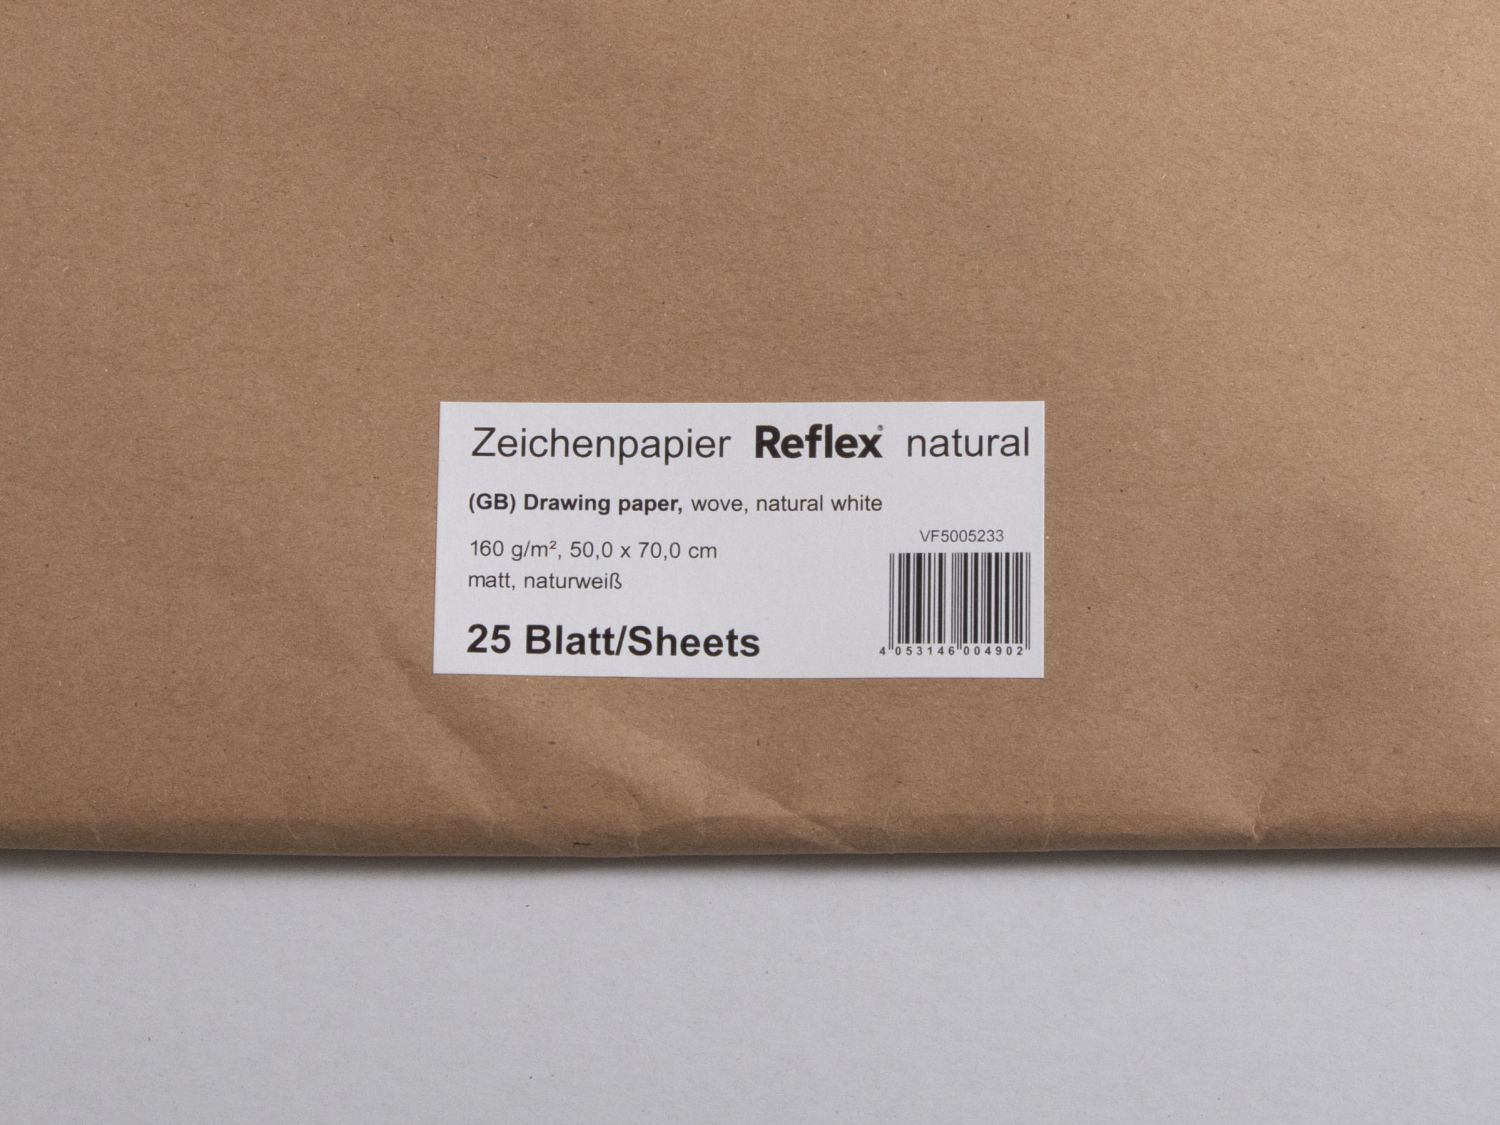 Zeichenpapier Reflex® natural
(GB) Drawing paper, wove, natural white
VF5005233
160 g/m², 50,0 x 70,0 cm
matt, naturweiß
25 Blatt/Sheets
4 053146 004902